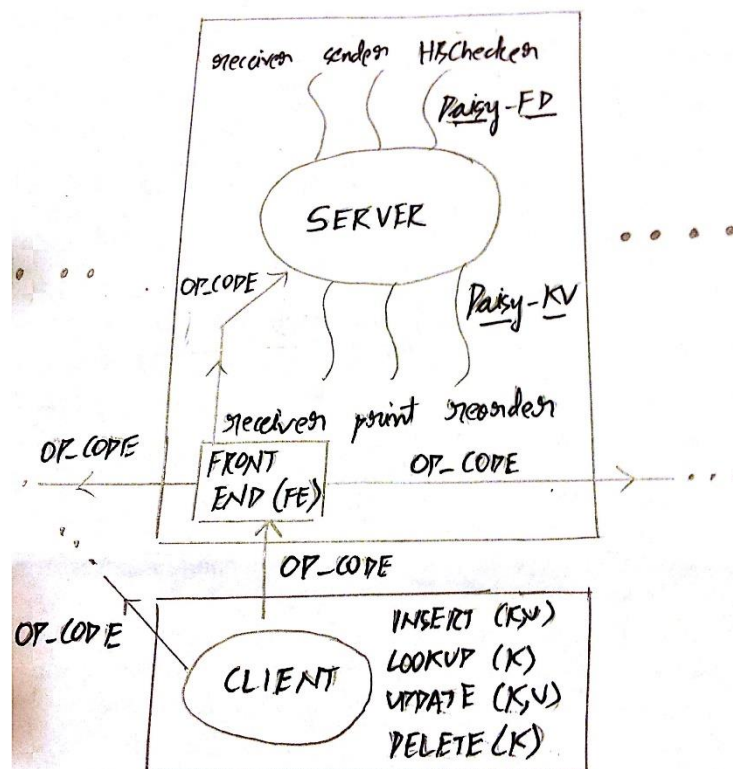 receiver sender HBChecker
Daisy-FD
SERVER
OP_CODE
Daisy-KV
receiver print reorder
OP_CODE
FRONT
END (FE)
OP_CODE
OP_CODE
OP_CODE
CLIENT
INSERT (K,V)
LOOKUP (K)
UPDATE (K,V)
DELETE (K)